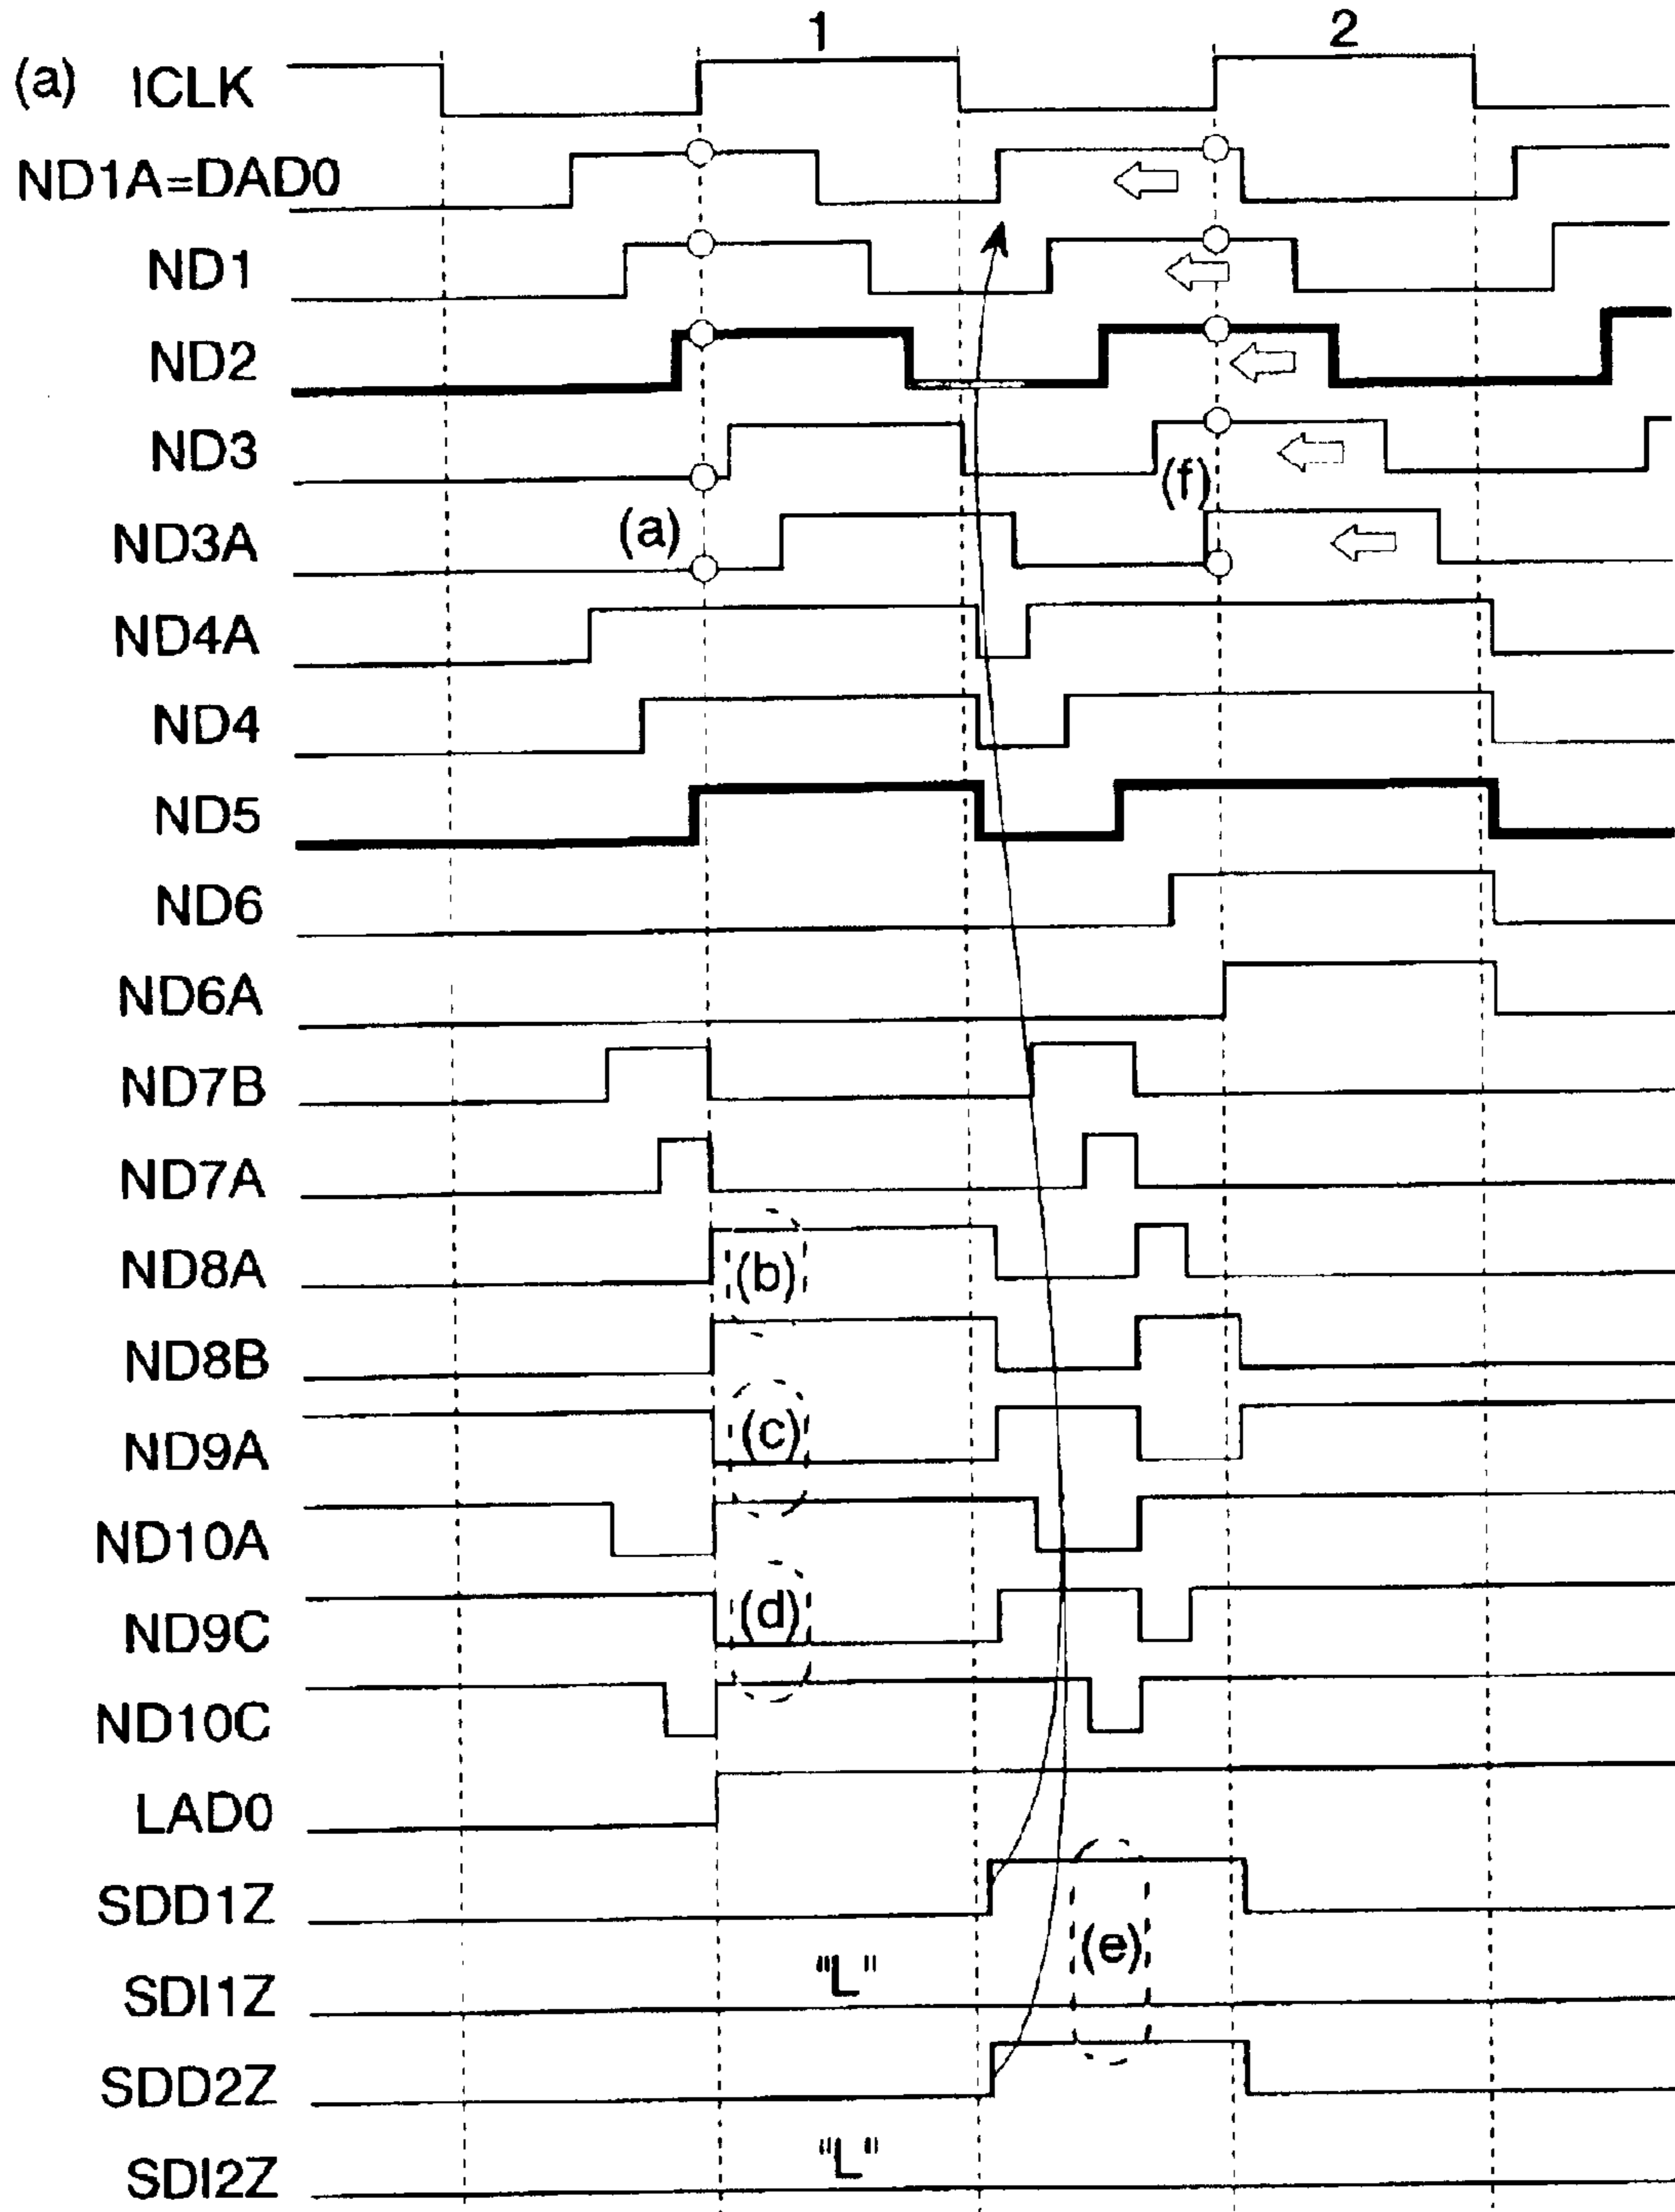 1 2
(a) ICLK
ND1A=DAD0
ND1
ND2
ND3
(f)
ND3A (a)
ND4A
ND4
ND5
ND6
ND6A
ND7B
ND7A
ND8A (b)
ND8B
ND9A (c)
ND10A
ND9C (d)
ND10C
LAD0
SDD1Z
(e)
SDI1Z "L"
SDD2Z
SDI2Z "L"